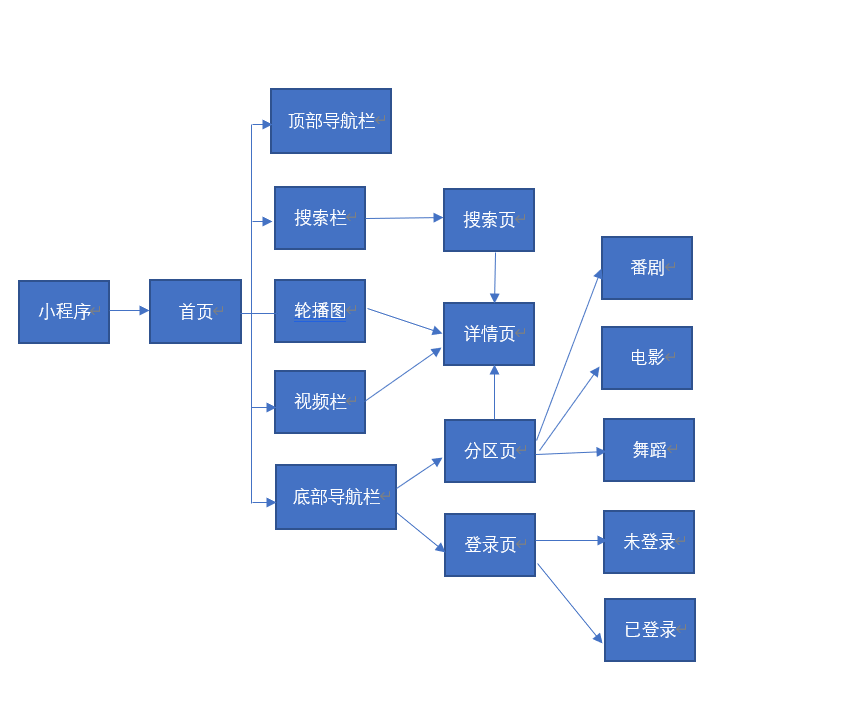 小程序
首页
顶部导航栏
搜索栏
轮播图
视频栏
底部导航栏
搜索页
详情页
分区页
登录页
番剧
电影
舞蹈
未登录
已登录